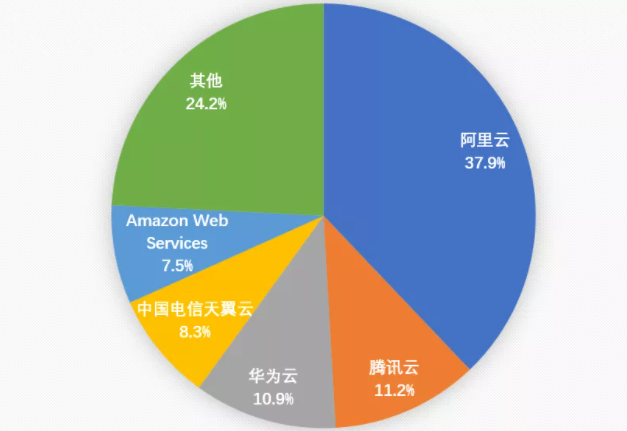 其他
24.2%
阿里云
37.9%
Amazon Web
Services
7.5%
中国电信天翼云
8.3%
华为云
10.9%
腾讯云
11.2%